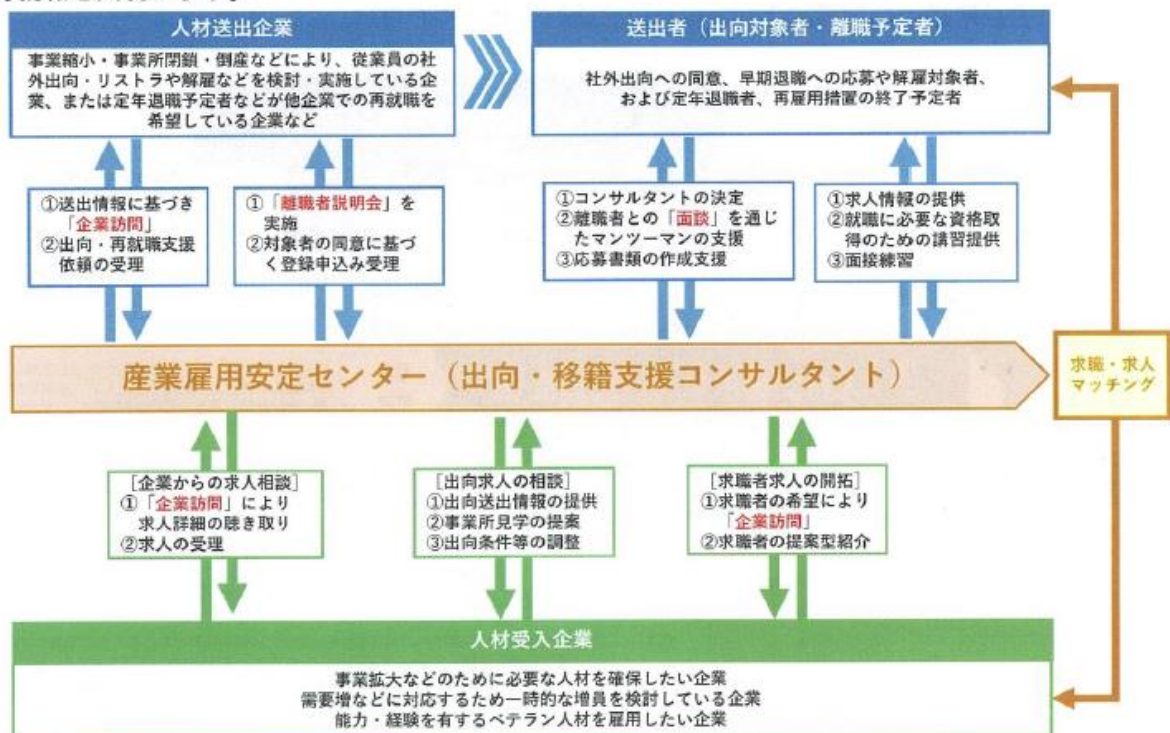 人材送出企業
事業縮小・事業所閉鎖・倒産などにより、従業員の社
外出向・リストラや解雇などを検討・実施している企
業、または定年退職予定者などが他企業での再就職を
希望している企業など
送出者（出向対象者・離職予定者）
社外出向への同意、早期退職への応募や解雇対象者、
および定年退職者、再雇用措置の終了予定者
①送出情報に基づき
「企業訪問」
②出向・再就職支援
依頼の受理
①「離職者説明会」を
実施
②対象者の同意に基づ
く登録申込み受理
①コンサルタントの決定
②離職者との「面談」を通じ
たマンツーマンの支援
③応募書類の作成支援
①求人情報の提供
②就職に必要な資格取
得のための講習提供
③面接練習
産業雇用安定センター（出向・移籍支援コンサルタント）
求職・求人
マッチング
［企業からの求人相談］
①「企業訪問」により
求人詳細の聴き取り
②求人の受理
［出向求人の相談］
①出向送出情報の提供
②事業所見学の提案
③出向条件等の調整
［求職者求人の開拓］
①求職者の希望により
「企業訪問」
②求職者の提案型紹介
人材受入企業
事業拡大などのために必要な人材を確保したい企業
需要増などに対応するため一時的な増員を検討している企業
能力・経験を有するベテラン人材を雇用したい企業